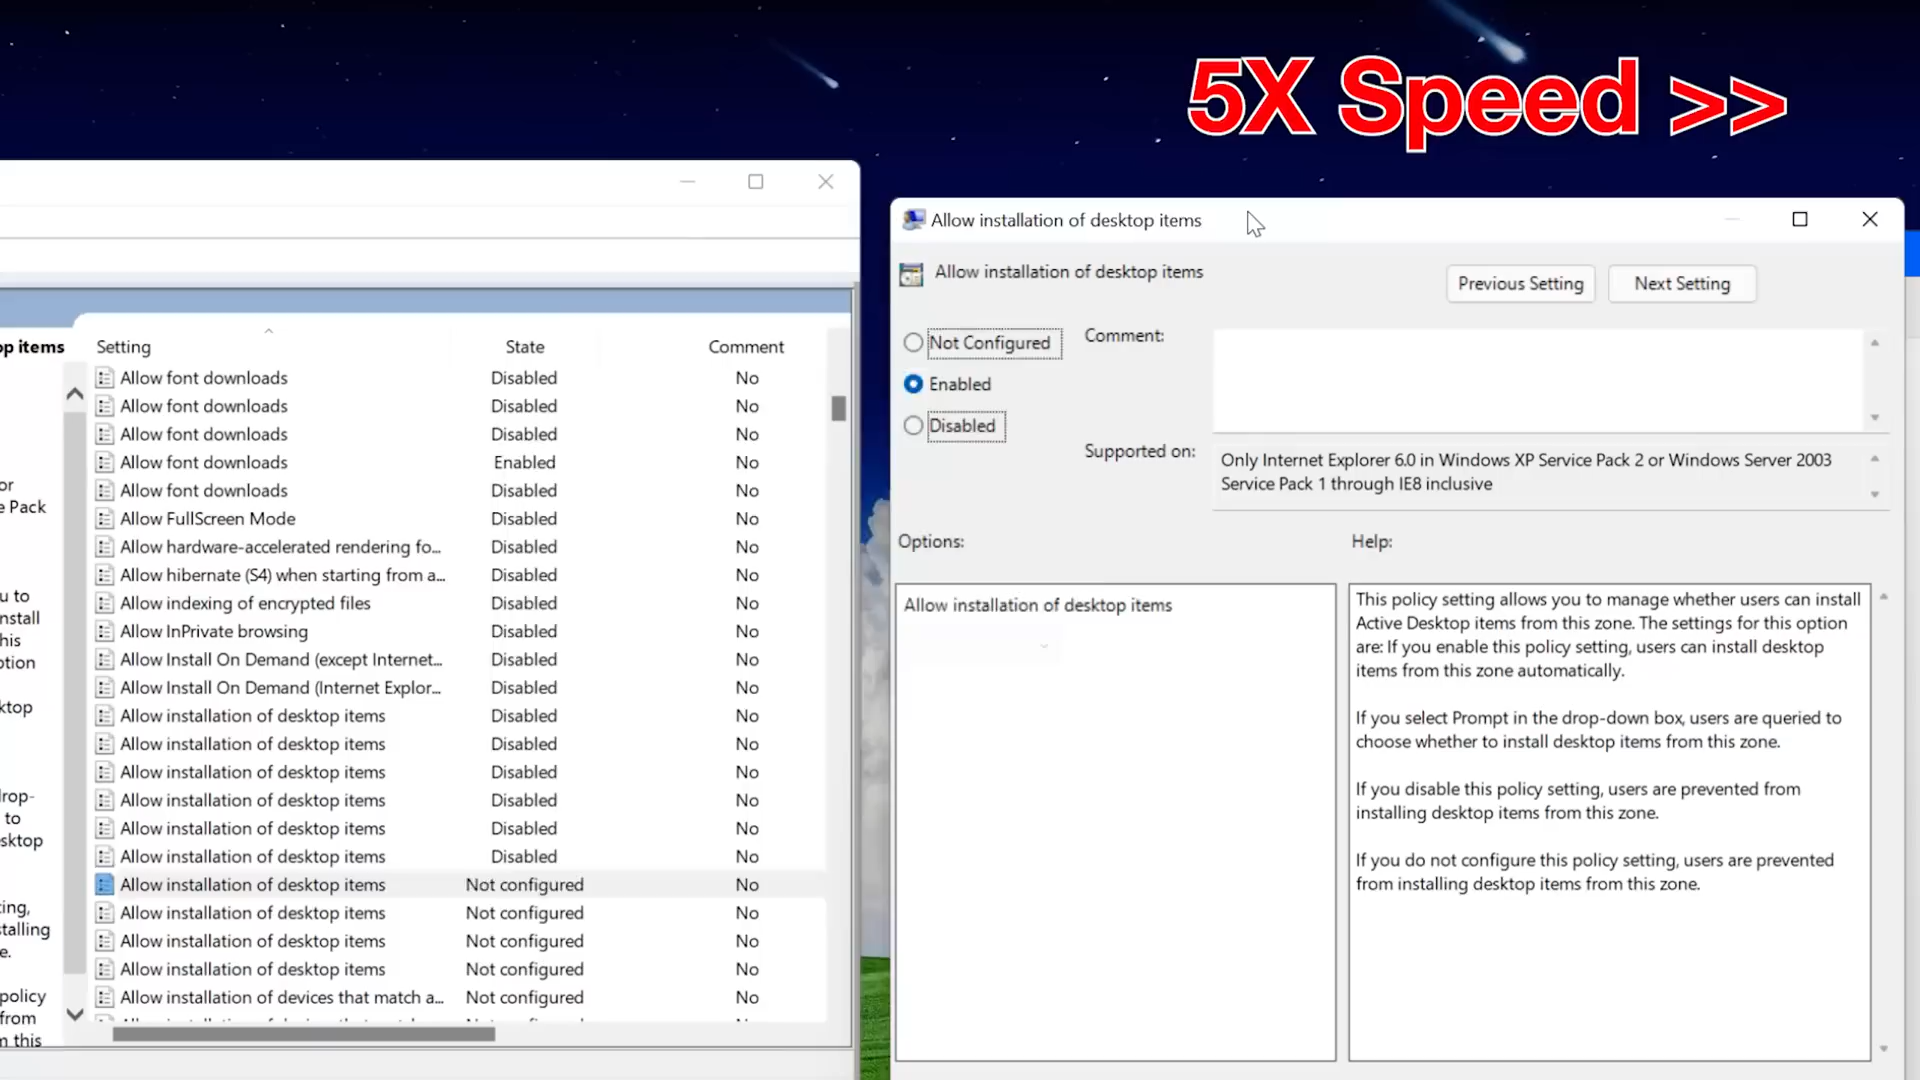 5X Speed >>
op items
or
e Pack
u to
nstall
his
otion
ktop
lrop-
to
sktop
ting,
stalling
e.
policy
from
m this
Setting State Comment
Allow font downloads Disabled No
Allow font downloads Disabled No
Allow font downloads Disabled No
Allow font downloads Enabled No
Allow font downloads Disabled No
Allow FullScreen Mode Disabled No
Allow hardware-accelerated rendering fo... Disabled No
Allow hibernate (S4) when starting from a... Disabled No
Allow indexing of encrypted files Disabled No
Allow InPrivate browsing Disabled No
Allow Install On Demand (except Internet... Disabled No
Allow Install On Demand (Internet Explor... Disabled No
Allow installation of desktop items Disabled No
Allow installation of desktop items Disabled No
Allow installation of desktop items Disabled No
Allow installation of desktop items Disabled No
Allow installation of desktop items Disabled No
Allow installation of desktop items Disabled No
Allow installation of desktop items Not configured No
Allow installation of desktop items Not configured No
Allow installation of desktop items Not configured No
Allow installation of desktop items Not configured No
Allow installation of devices that match a... Not configured No
Allow installation of desktop items
Allow installation of desktop items
Previous Setting Next Setting
Not Configured
Enabled
Disabled
Comment:
Supported on:
Only Internet Explorer 6.0 in Windows XP Service Pack 2 or Windows Server 2003
Service Pack 1 through IE8 inclusive
Options:
Allow installation of desktop items
Help:
This policy setting allows you to manage whether users can install
Active Desktop items from this zone. The settings for this option
are: If you enable this policy setting, users can install desktop
items from this zone automatically.
If you select Prompt in the drop-down box, users are queried to
choose whether to install desktop items from this zone.
If you disable this policy setting, users are prevented from
installing desktop items from this zone.
If you do not configure this policy setting, users are prevented
from installing desktop items from this zone.